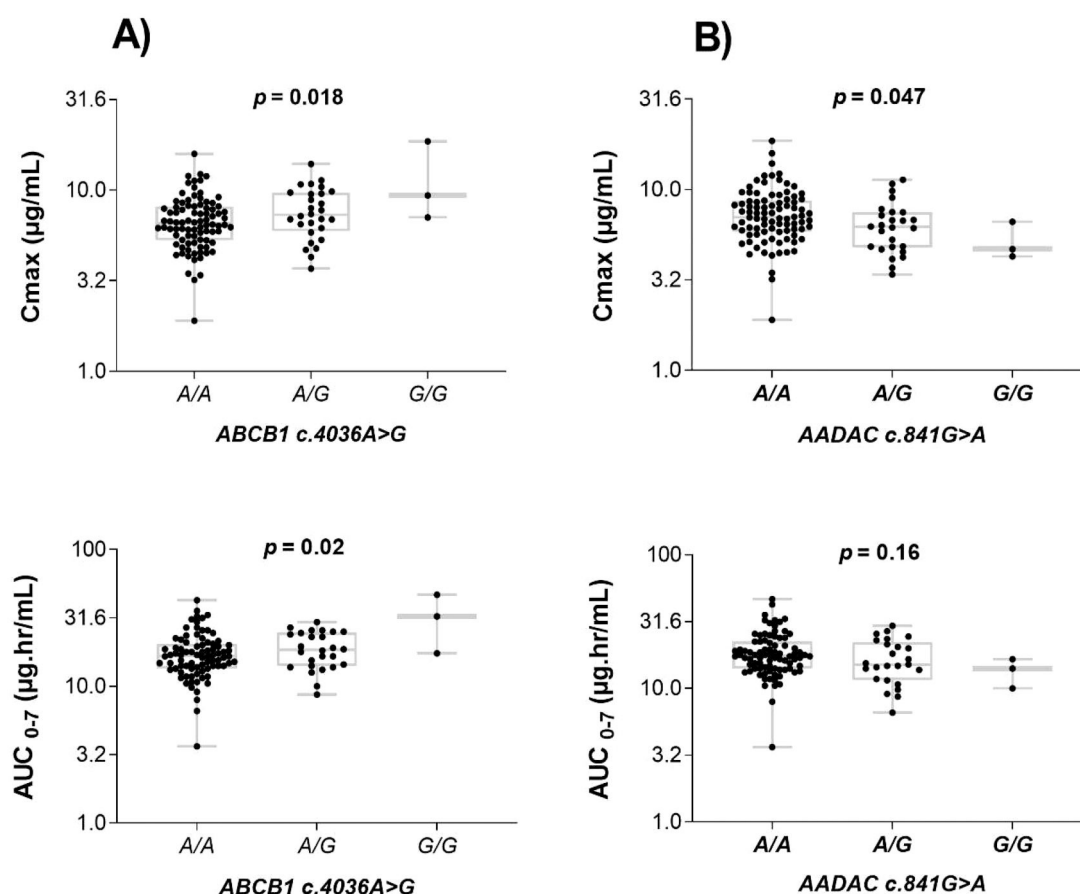 A)
p = 0.018
31.6
10.0
3.2
1.0
Cmax (µg/mL)
A/A A/G G/G
ABCB1 c.4036A>G
B)
p = 0.047
31.6
10.0
3.2
1.0
Cmax (µg/mL)
A/A A/G G/G
AADAC c.841G>A
p = 0.02
100
31.6
10.0
3.2
1.0
AUC 0-7 (µg.hr/mL)
A/A A/G G/G
ABCB1 c.4036A>G
p = 0.16
100
31.6
10.0
3.2
1.0
AUC 0-7 (µg.hr/mL)
A/A A/G G/G
AADAC c.841G>A